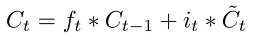 $C_t = f_t * C_{t-1} + i_t * \tilde{C}_t$